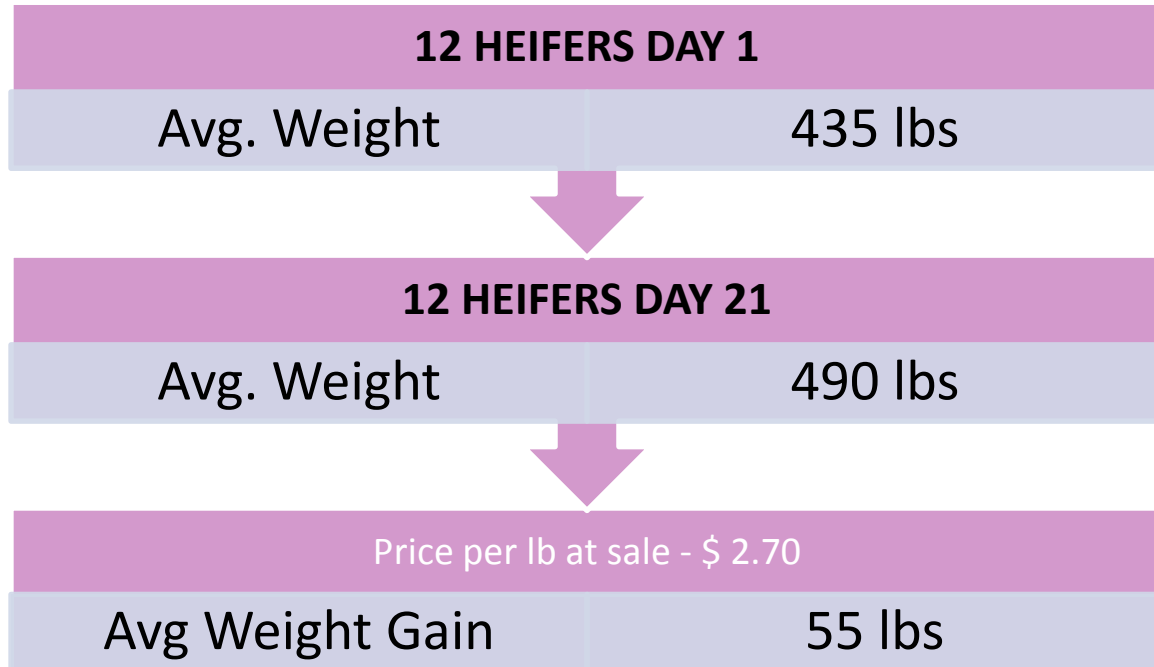 12 HEIFERS DAY 1
Avg. Weight 435 lbs
12 HEIFERS DAY 21
Avg. Weight 490 lbs
Price per lb at sale - $ 2.70
Avg Weight Gain 55 lbs